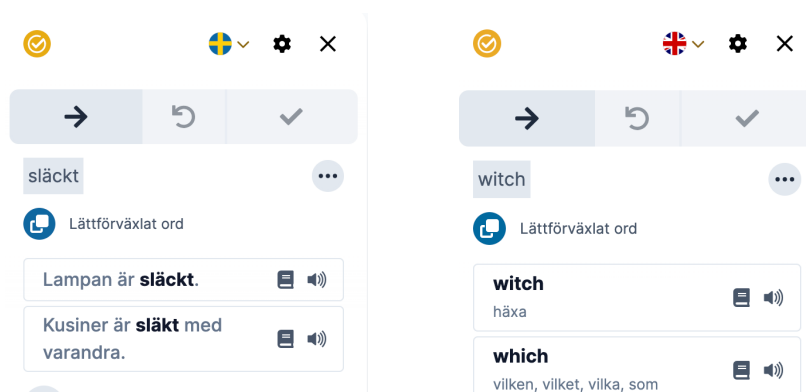 släckt
Lättförväxlat ord
Lampan är släckt.
Kusiner är släkt med
varandra.
witch
Lättförväxlat ord
witch
häxa
which
vilken, vilket, vilka, som